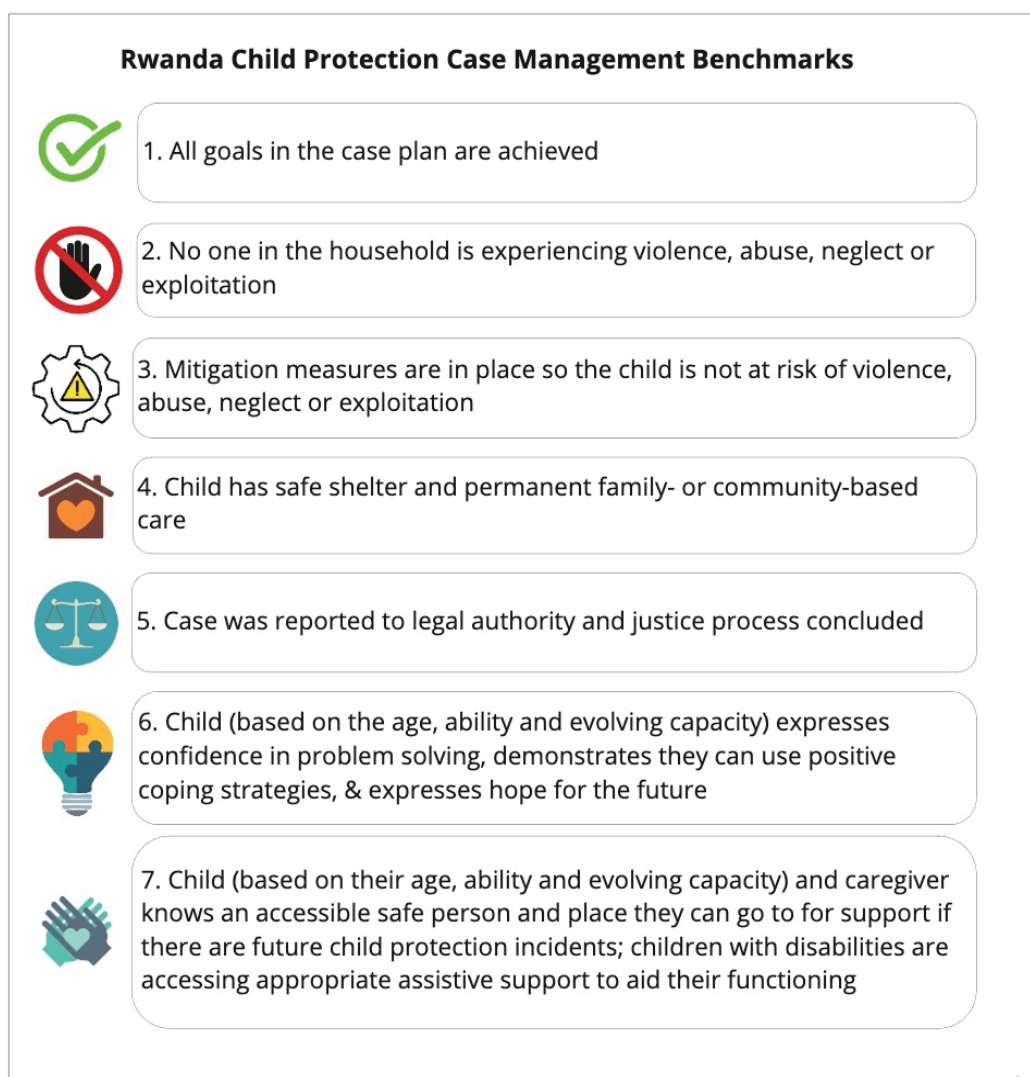 Rwanda Child Protection Case Management Benchmarks
1. All goals in the case plan are achieved
2. No one in the household is experiencing violence, abuse, neglect or
exploitation
3. Mitigation measures are in place so the child is not at risk of violence,
abuse, neglect or exploitation
4. Child has safe shelter and permanent family- or community-based
care
5. Case was reported to legal authority and justice process concluded
6. Child (based on the age, ability and evolving capacity) expresses
confidence in problem solving, demonstrates they can use positive
coping strategies, & expresses hope for the future
7. Child (based on their age, ability and evolving capacity) and caregiver
knows an accessible safe person and place they can go to for support if
there are future child protection incidents; children with disabilities are
accessing appropriate assistive support to aid their functioning